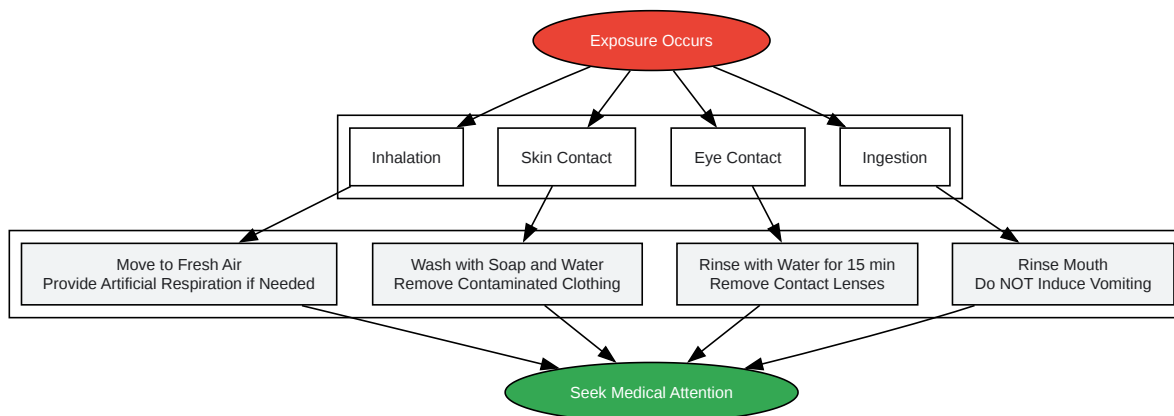 Exposure Occurs
Inhalation
Skin Contact
Eye Contact
Ingestion
Move to Fresh Air
Provide Artificial Respiration if Needed
Wash with Soap and Water
Remove Contaminated Clothing
Rinse with Water for 15 min
Remove Contact Lenses
Rinse Mouth
Do NOT Induce Vomiting
Seek Medical Attention